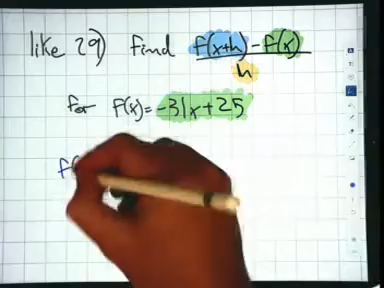 like 29) find f(x+h) - f(x)
h
for f(x) = -31x+25
f(